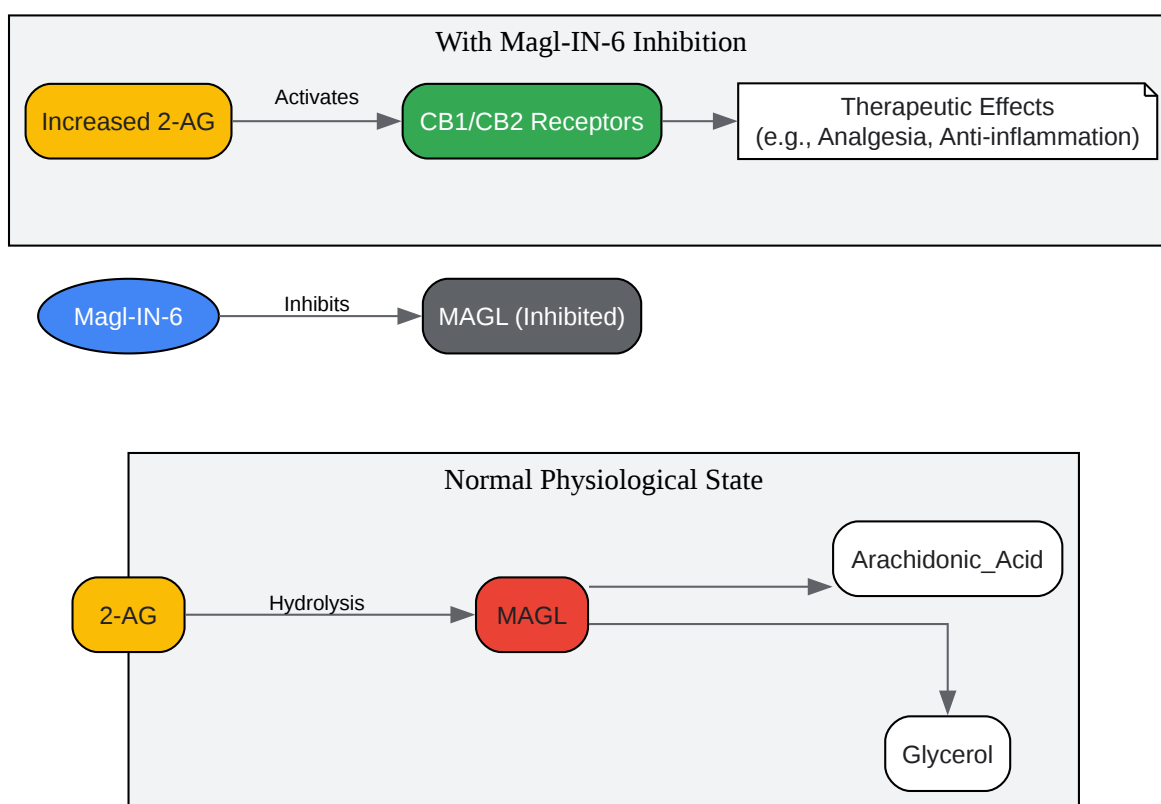 With Magl-IN-6 Inhibition
Increased 2-AG
Activates
CB1/CB2 Receptors
Therapeutic Effects
(e.g., Analgesia, Anti-inflammation)
Magl-IN-6
Inhibits
MAGL (Inhibited)
Normal Physiological State
2-AG
Hydrolysis
MAGL
Arachidonic_Acid
Glycerol